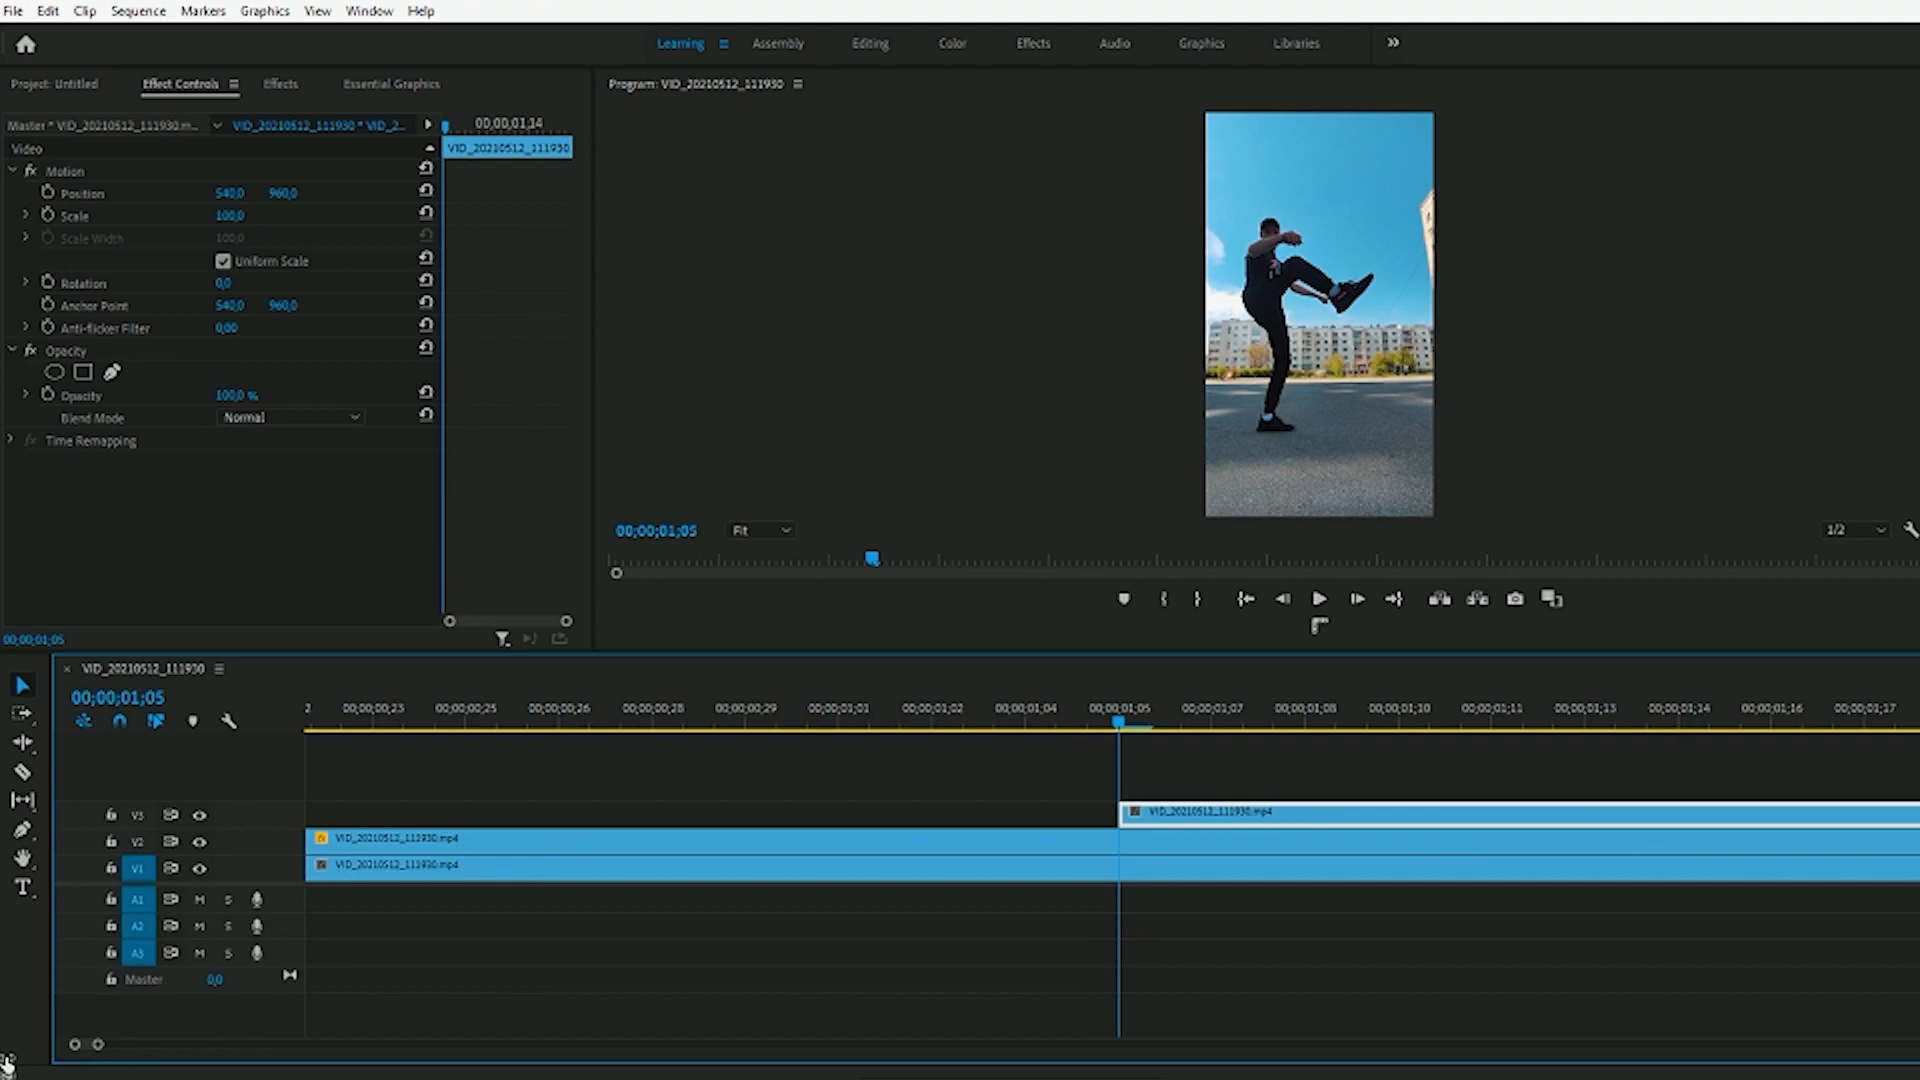 File Edit Clip Sequence Markers Graphics View Window Help
Learning Assembly Editing Color Effects Audio Graphics Libraries
Project: Untitled Effect Controls Effects Essential Graphics
Program: VID_20210512_111930
Master * VID_20210512_111930.m... VID_20210512_111930 * VID_2... 00;00;01;14
Video VID_20210512_111930
fx Motion
Position 540,0 960,0
Scale 100,0
Scale Width 100,0
Uniform Scale
Rotation 0,0
Anchor Point 540,0 960,0
Anti-flicker Filter 0,00
fx Opacity
Opacity 100,0 %
Blend Mode Normal
fx Time Remapping
00;00;01;05 Fit 1/2
00;00;01;05
VID_20210512_111930
00;00;01;05
2 00;00;00;23 00;00;00;25 00;00;00;26 00;00;00;28 00;00;00;29 00;00;01;01 00;00;01;02 00;00;01;04 00;00;01;05 00;00;01;07 00;00;01;08 00;00;01;10 00;00;01;11 00;00;01;13 00;00;01;14 00;00;01;16 00;00;01;17
V3 VID_20210512_111930.mp4
V2 fx VID_20210512_111930.mp4
V1 VID_20210512_111930.mp4
A1 M S
A2 M S
A3 M S
Master 0,0